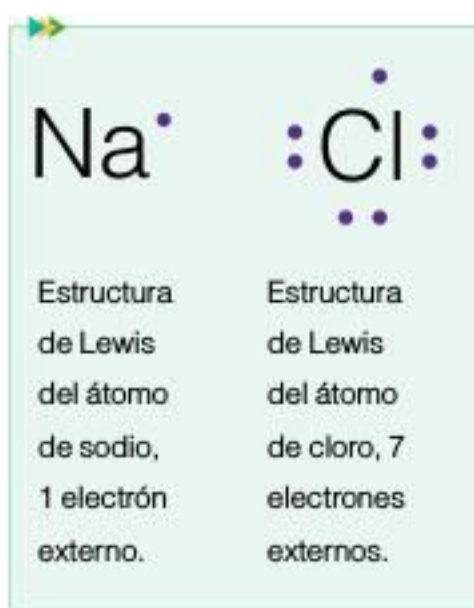 Na Cl
Estructura
de Lewis
del átomo
de sodio,
1 electrón
externo.
Estructura
de Lewis
del átomo
de cloro, 7
electrones
externos.